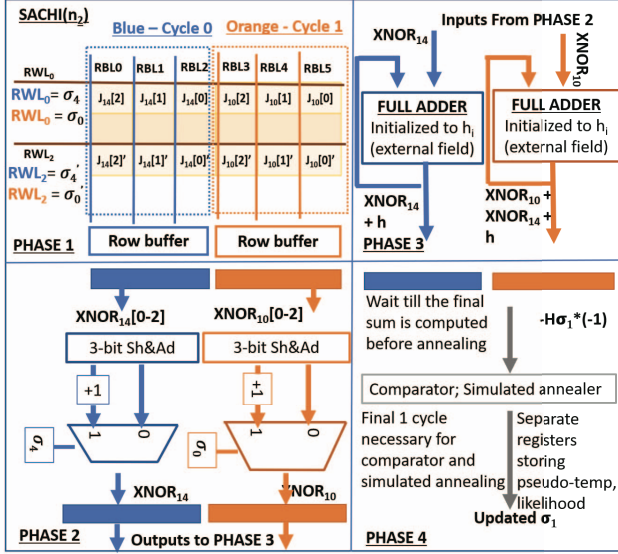 SACHI(n₂)
Blue – Cycle 0
Orange - Cycle 1
RWL₀
RBL0
RBL1
RBL2
RBL3
RBL4
RBL5
RWL₀= σ₄
RWL₀ = σ₀
J₁₄[2]
J₁₄[1]
J₁₄[0]
J₁₀[2]
J₁₀[1]
J₁₀[0]
RWL₂
RWL₂= σ₄'
RWL₂= σ₀'
J₁₄[2]'
J₁₄[1]'
J₁₄[0]'
J₁₀[2]'
J₁₀[1]'
J₁₀[0]'
PHASE 1
Row buffer
Row buffer
Inputs From PHASE 2
XNOR₁₄
XNOR₁₀
FULL ADDER
Initialized to hᵢ
(external field)
FULL ADDER
Initialized to hᵢ
(external field)
XNOR₁₄
+ h
XNOR₁₀ +
XNOR₁₄ +
h
PHASE 3
XNOR₁₄[0-2]
XNOR₁₀[0-2]
3-bit Sh&Ad
3-bit Sh&Ad
+1
+1
1
0
1
0
σ₄
σ₀
XNOR₁₄
XNOR₁₀
PHASE 2
Outputs to PHASE 3
Wait till the final
sum is computed
before annealing
-Hσ₁*(-1)
Comparator; Simulated annealer
Final 1 cycle
necessary for
comparator and
simulated annealing
Separate
registers
storing
pseudo-temp,
likelihood
Updated σ₁
PHASE 4